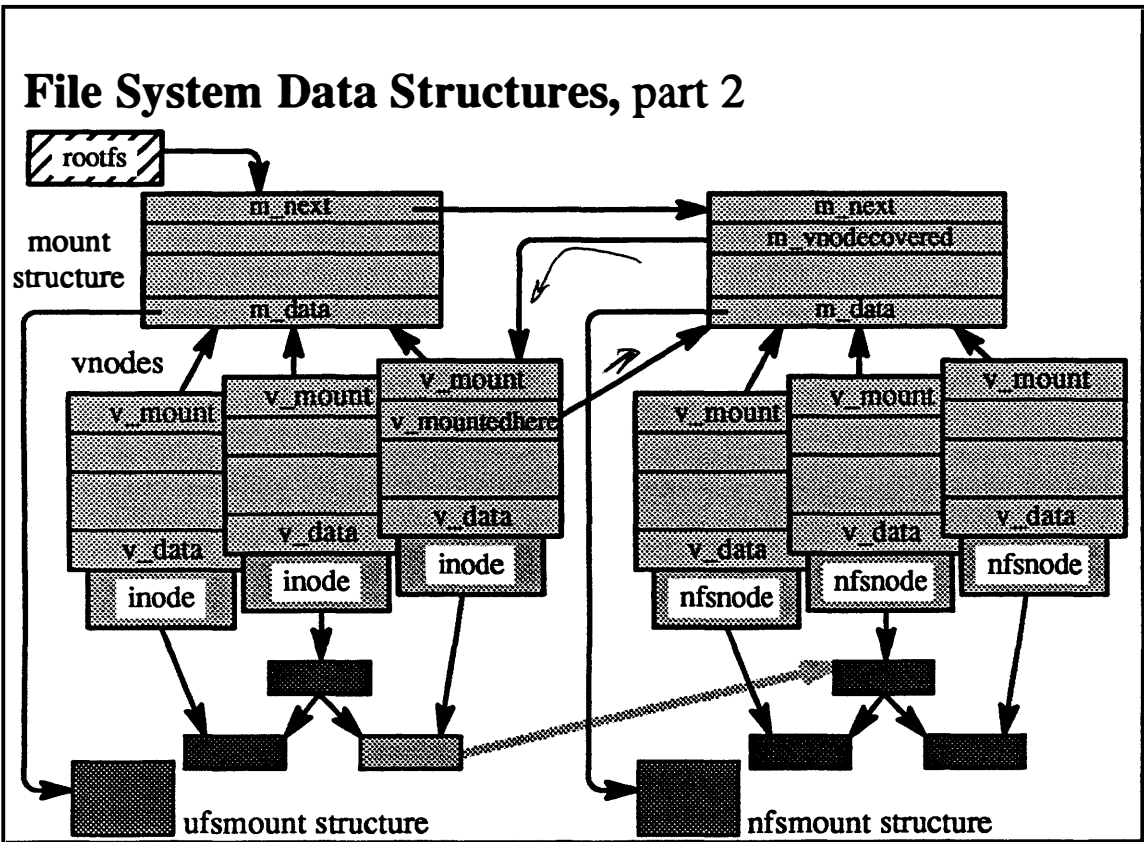 File System Data Structures, part 2
rootfs
mount
structure
m_next
m_data
m_next
m_vnodecovered
m_data
vnodes
v_mount
v_data
inode
v_mount
v_data
inode
v_mount
v_mountedhere
v_data
inode
v_mount
v_data
nfsnode
v_mount
v_data
nfsnode
v_mount
v_data
nfsnode
ufsmount structure
nfsmount structure